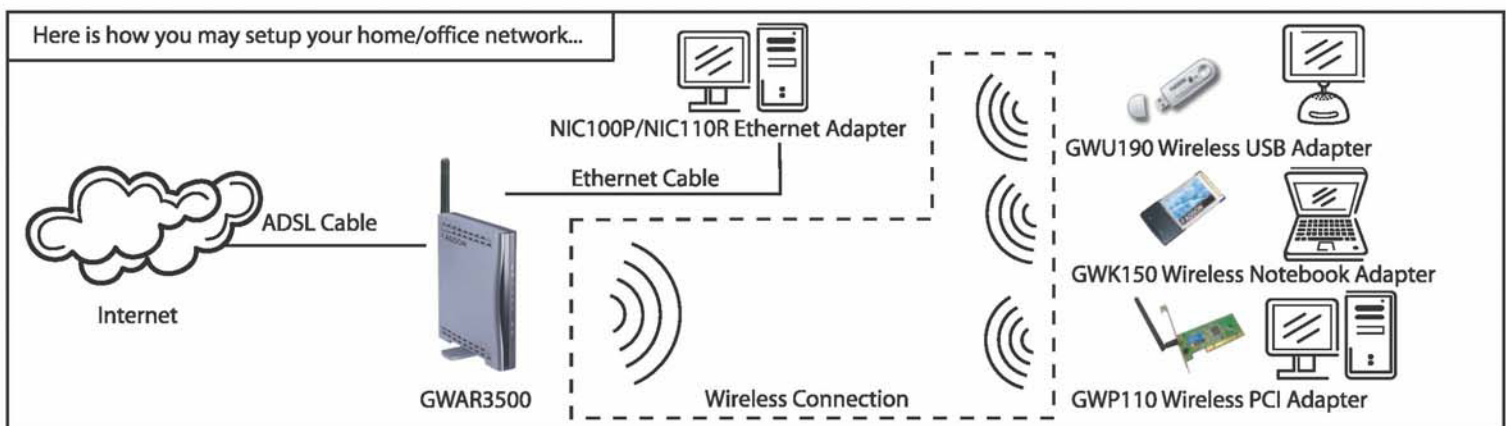 Here is how you may setup your home/office network...
NIC100P/NIC110R Ethernet Adapter
Ethernet Cable
ADSL Cable
Internet
GWAR3500
Wireless Connection
GWU190 Wireless USB Adapter
GWK150 Wireless Notebook Adapter
GWP110 Wireless PCI Adapter